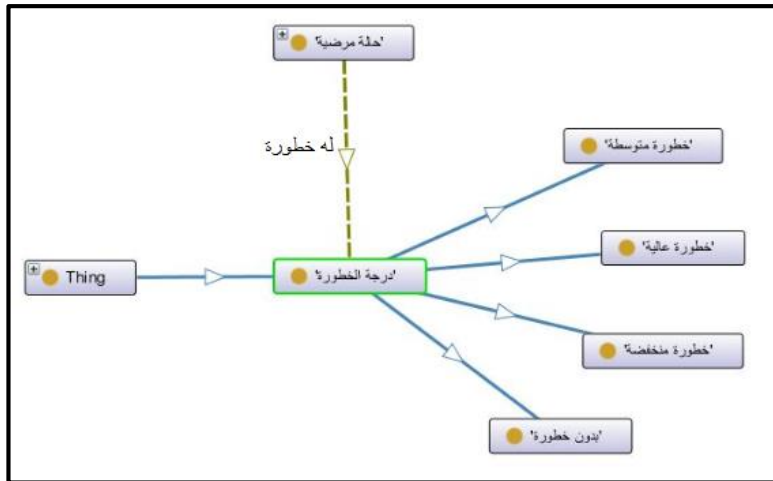 'حالة مرضية'
له خطورة
'خطورة متوسطة'
'خطورة عالية'
Thing
'درجة الخطورة'
'خطورة منخفضة'
'بدون خطورة'